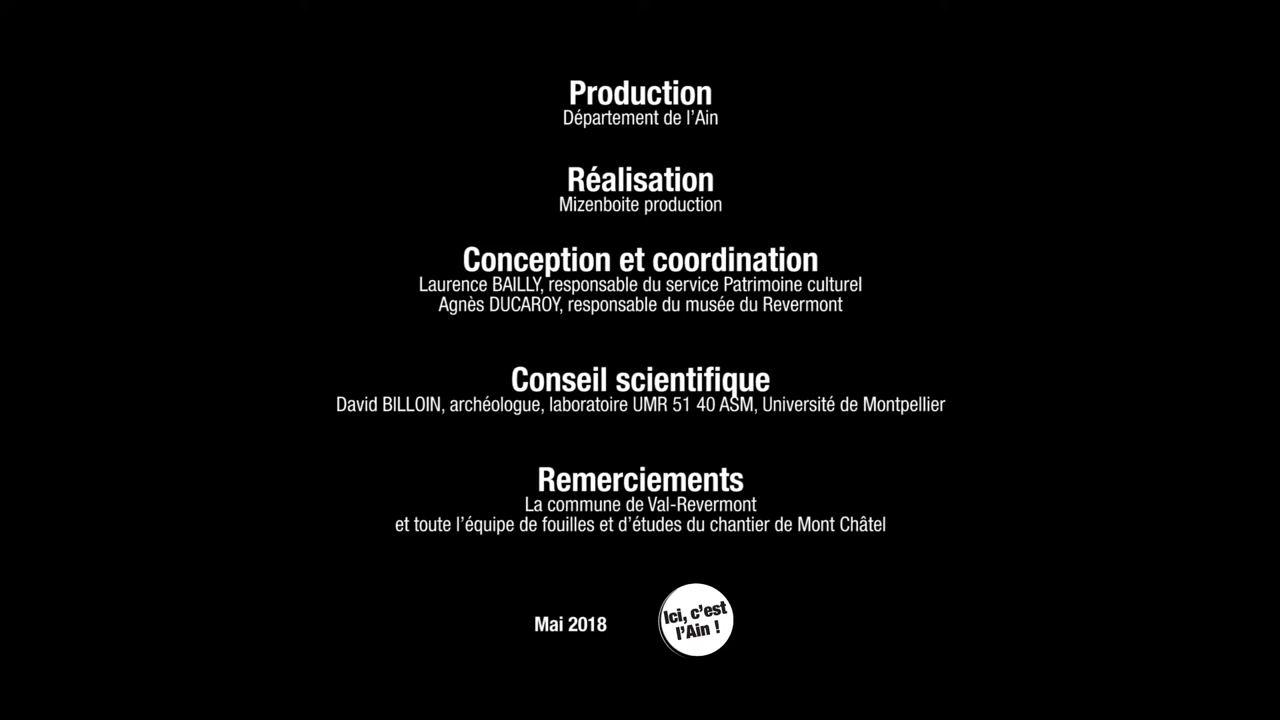 Production
Département de l'Ain
Réalisation
Mizenboite production
Conception et coordination
Laurence BAILLY, responsable du service Patrimoine culturel
Agnès DUCAROY, responsable du musée du Revermont
Conseil scientifique
David BILLOIN, archéologue, laboratoire UMR 51 40 ASM, Université de Montpellier
Remerciements
La commune de Val-Revermont
et toute l'équipe de fouilles et d'études du chantier de Mont Châtel
Mai 2018
Ici, c'est
l'Ain !